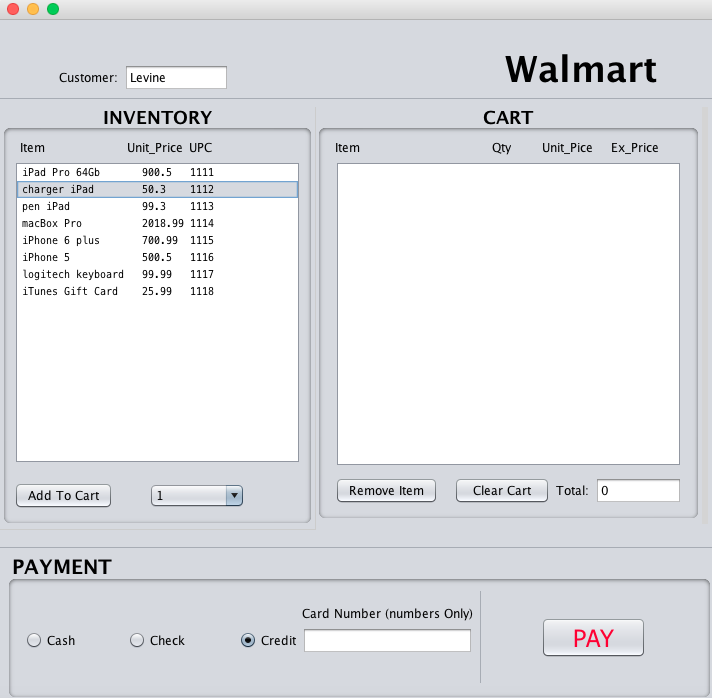 Walmart
Customer: Levine
INVENTORY
Item Unit_Price UPC
iPad Pro 64Gb 900.5 1111
charger iPad 50.3 1112
pen iPad 99.3 1113
macBox Pro 2018.99 1114
iPhone 6 plus 700.99 1115
iPhone 5 500.5 1116
logitech keyboard 99.99 1117
iTunes Gift Card 25.99 1118
Add To Cart 1
CART
Item Qty Unit_Pice Ex_Price
Remove Item Clear Cart Total: 0
PAYMENT
Card Number (numbers Only)
Cash Check Credit
PAY